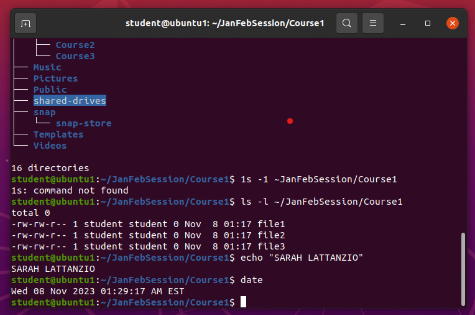 student@ubuntu1: ~/JanFebSession/Course1
Course2
Course3
Music
Pictures
Public
shared-drives
snap
snap-store
Templates
Videos
16 directories
student@ubuntu1:~/JanFebSession/Course1$ 1s -1 ~JanFebSession/Course1
1s: command not found
student@ubuntu1:~/JanFebSession/Course1$ ls -l ~/JanFebSession/Course1
total 0
-rw-rw-r-- 1 student student 0 Nov  8 01:17 file1
-rw-rw-r-- 1 student student 0 Nov  8 01:17 file2
-rw-rw-r-- 1 student student 0 Nov  8 01:17 file3
student@ubuntu1:~/JanFebSession/Course1$ echo "SARAH LATTANZIO"
SARAH LATTANZIO
student@ubuntu1:~/JanFebSession/Course1$ date
Wed 08 Nov 2023 01:29:17 AM EST
student@ubuntu1:~/JanFebSession/Course1$